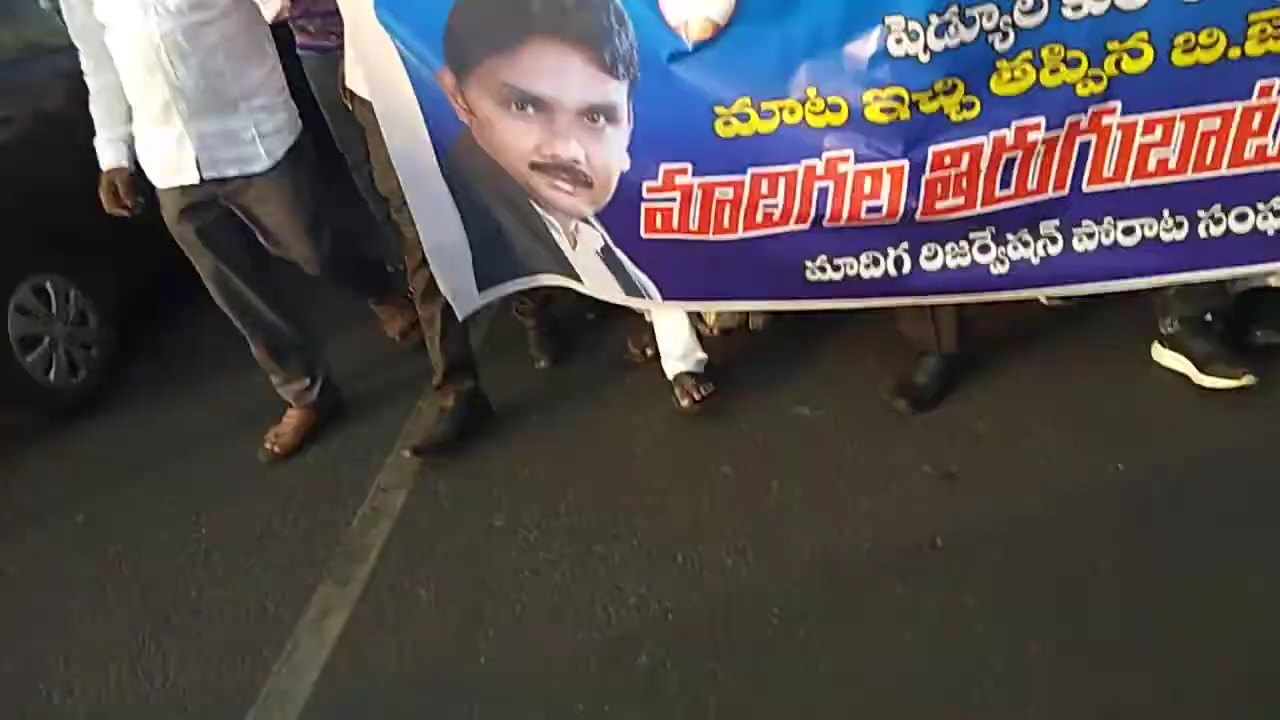 షెడ్యూల్
మాట ఇచ్చి తప్పిన బి.జె
మాదిగల తిరుగుబాట
మాదిగ రిజర్వేషన్ పోరాట సంఘ